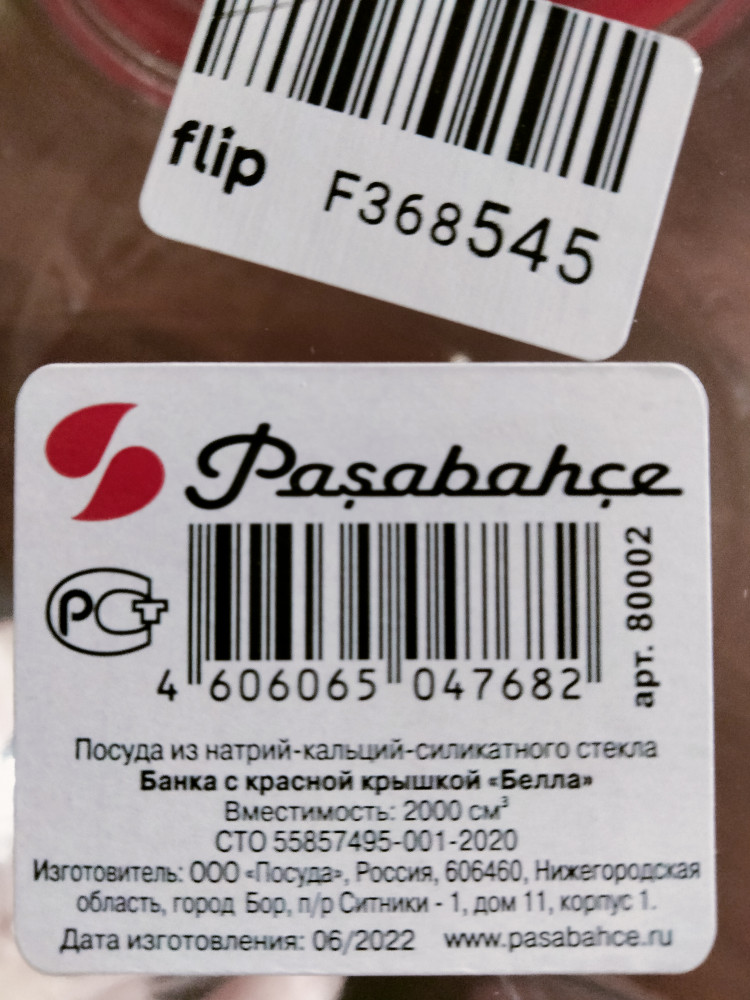 flip F368545
Paşabahçe
РСТ
4 606065 047682
арт. 80002
Посуда из натрий-кальций-силикатного стекла
Банка с красной крышкой «Белла»
Вместимость: 2000 см³
СТО 55857495-001-2020
Изготовитель: ООО «Посуда», Россия, 606460, Нижегородская
область, город Бор, п/р Ситники - 1, дом 11, корпус 1.
Дата изготовления: 06/2022 www.pasabahce.ru